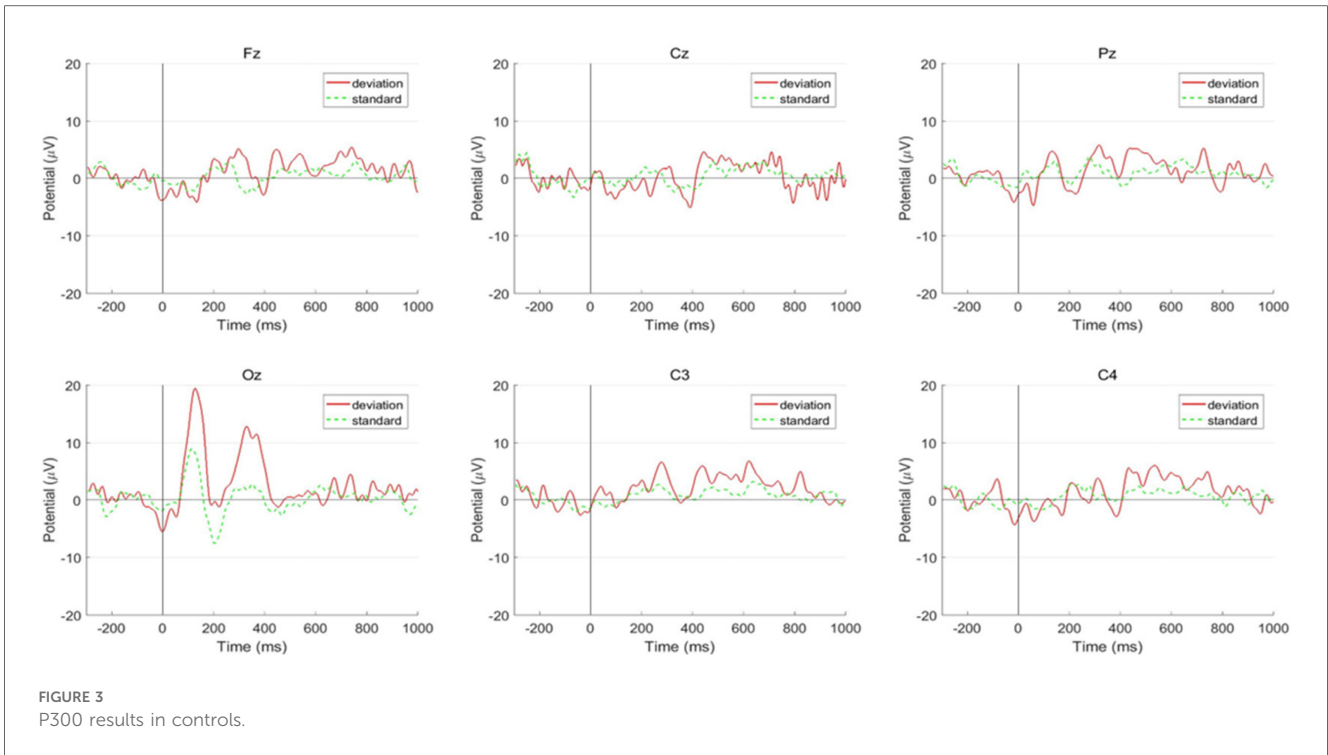 Fz
20
10
0
-10
-20
Potential (μV)
deviation
standard
-200 0 200 400 600 800 1000
Time (ms)
Cz
20
10
0
-10
-20
Potential (μV)
deviation
standard
-200 0 200 400 600 800 1000
Time (ms)
Pz
20
10
0
-10
-20
Potential (μV)
deviation
standard
-200 0 200 400 600 800 1000
Time (ms)
Oz
20
10
0
-10
-20
Potential (μV)
deviation
standard
-200 0 200 400 600 800 1000
Time (ms)
C3
20
10
0
-10
-20
Potential (μV)
deviation
standard
-200 0 200 400 600 800 1000
Time (ms)
C4
20
10
0
-10
-20
Potential (μV)
deviation
standard
-200 0 200 400 600 800 1000
Time (ms)
FIGURE 3
P300 results in controls.